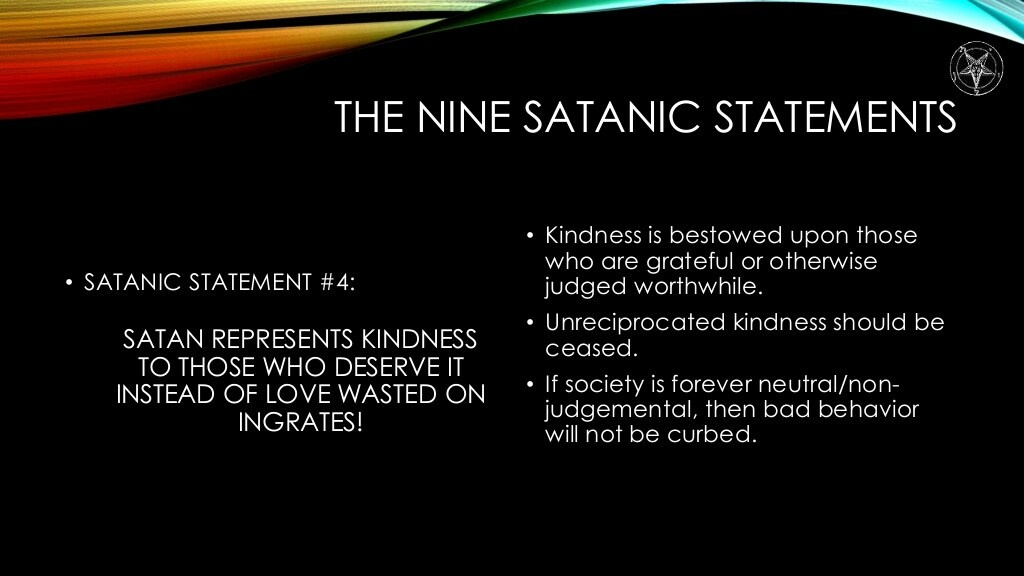 THE NINE SATANIC STATEMENTS
• SATANIC STATEMENT #4:
SATAN REPRESENTS KINDNESS
TO THOSE WHO DESERVE IT
INSTEAD OF LOVE WASTED ON
INGRATES!
• Kindness is bestowed upon those
who are grateful or otherwise
judged worthwhile.
• Unreciprocated kindness should be
ceased.
• If society is forever neutral/non-
judgemental, then bad behavior
will not be curbed.